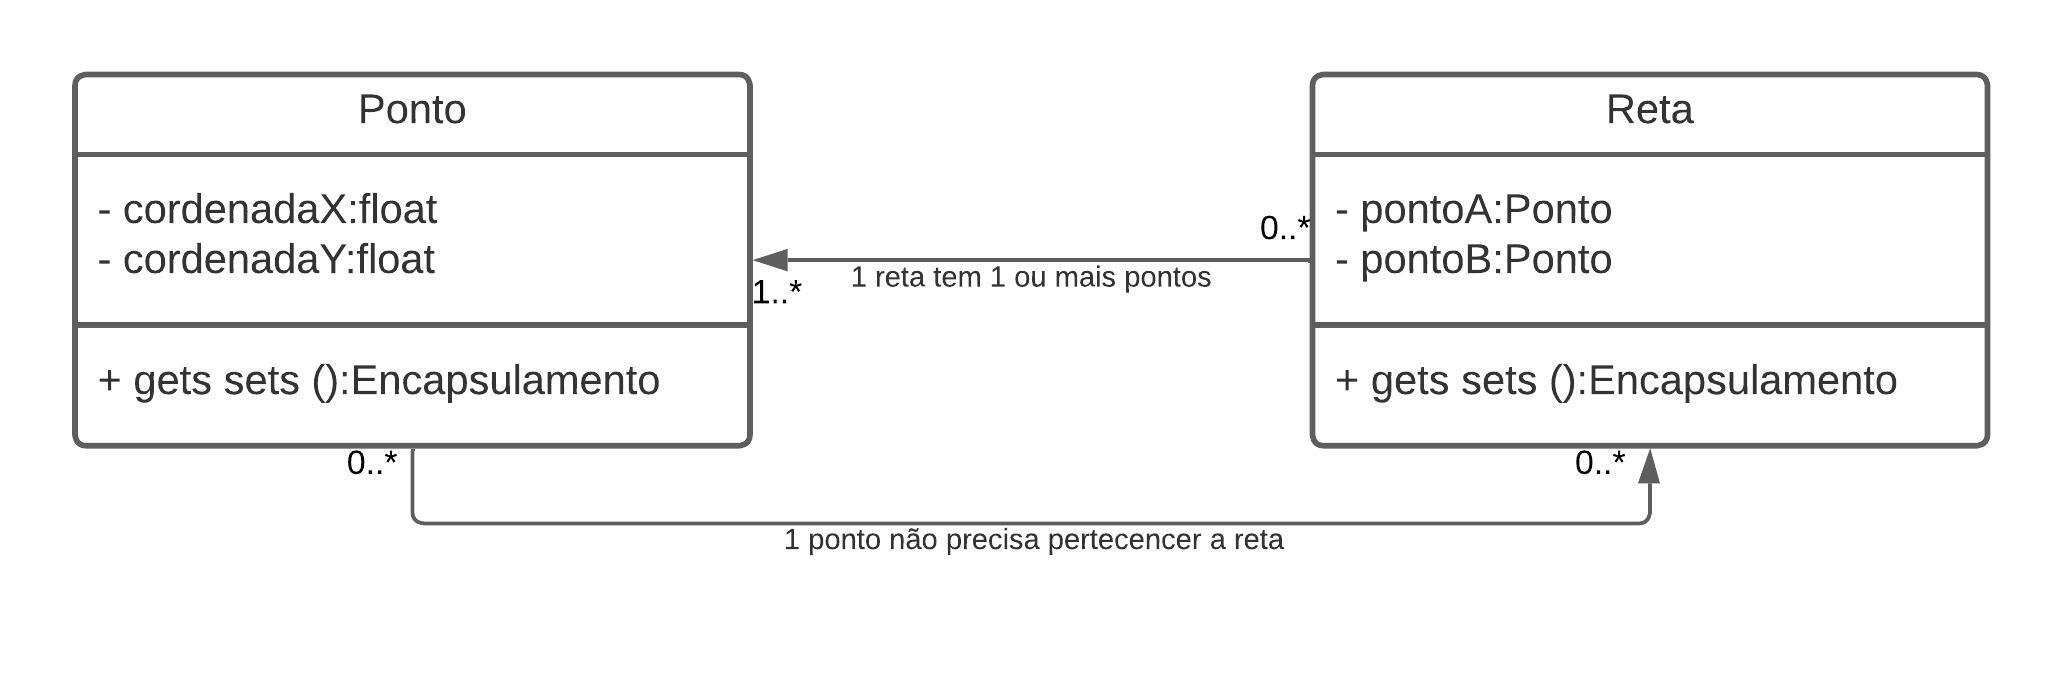 Ponto
- cordenadaX:float
- cordenadaY:float
+ gets sets ():Encapsulamento
Reta
- pontoA:Ponto
- pontoB:Ponto
+ gets sets ():Encapsulamento
0..*
1 reta tem 1 ou mais pontos
1..*
0..*
0..*
1 ponto não precisa pertecencer a reta